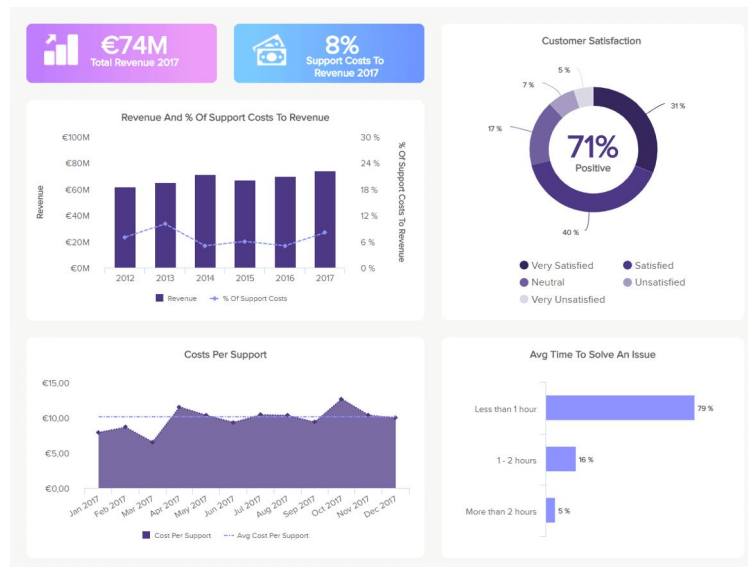 €74M
Total Revenue 2017
8%
Support Costs To
Revenue 2017
Revenue And % Of Support Costs To Revenue
€100M
€80M
€60M
€40M
€20M
€0M
Revenue
30 %
24 %
18 %
12 %
6 %
0 %
% Of Support Costs To Revenue
2012 2013 2014 2015 2016 2017
Revenue % Of Support Costs
Customer Satisfaction
5 %
7 %
31 %
17 %
71%
Positive
40 %
Very Satisfied Satisfied
Neutral Unsatisfied
Very Unsatisfied
Costs Per Support
€15,00
€10,00
€5,00
€0,00
Jan 2017 Feb 2017 Mar 2017 Apr 2017 May 2017 Jun 2017 Jul 2017 Aug 2017 Sep 2017 Oct 2017 Nov 2017 Dec 2017
Cost Per Support Avg Cost Per Support
Avg Time To Solve An Issue
Less than 1 hour 79 %
1 - 2 hours 16 %
More than 2 hours 5 %